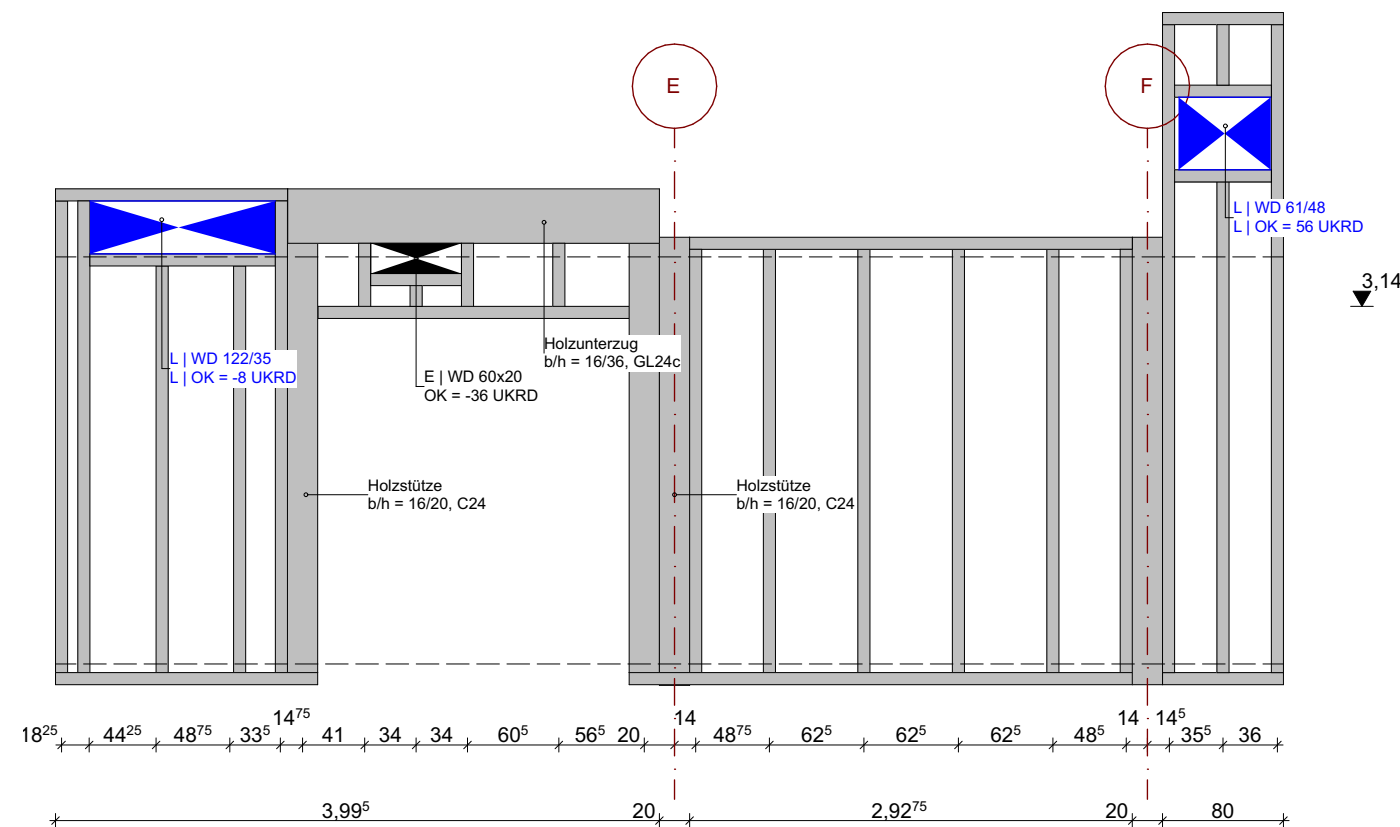 E
F
L | WD 61/48
L | OK = 56 UKRD
3,14
L | WD 122/35
L | OK = -8 UKRD
E | WD 60x20
OK = -36 UKRD
Holzunterzug
b/h = 16/36, GL24c
Holzstütze
b/h = 16/20, C24
Holzstütze
b/h = 16/20, C24
18²⁵ 44²⁵ 48⁷⁵ 33⁵ 14⁷⁵ 41 34 34 60⁵ 56⁵ 20 14 48⁷⁵ 62⁵ 62⁵ 62⁵ 48⁵ 14 14⁵ 35⁵ 36
3,99⁵ 20 2,92⁷⁵ 20 80